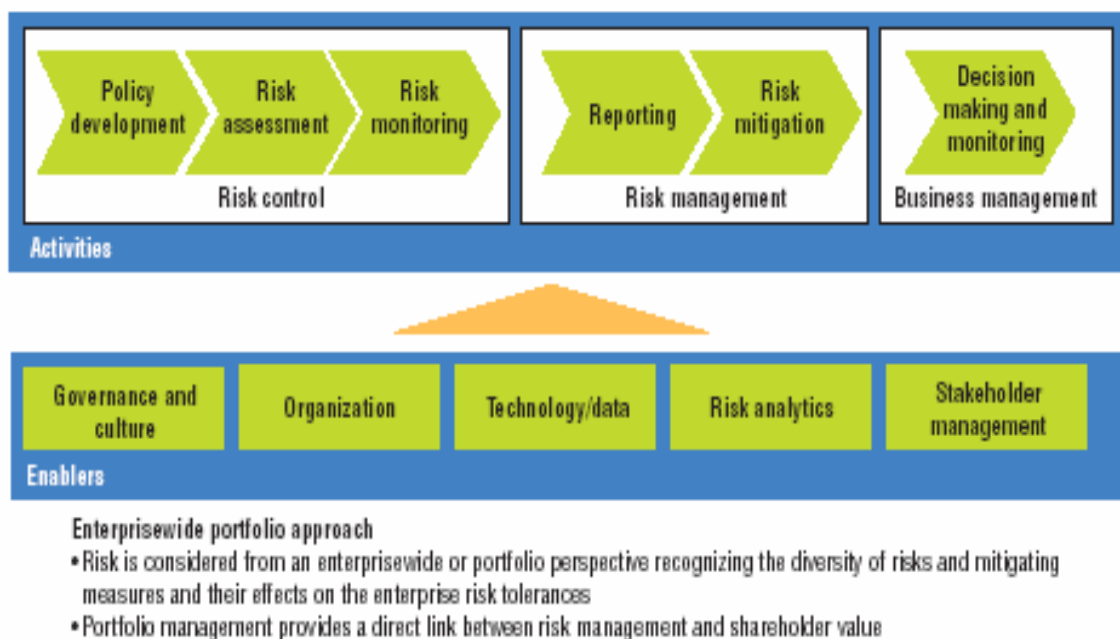 Policy
development
Risk
assessment
Risk
monitoring
Risk control
Reporting
Risk
mitigation
Risk management
Decision
making and
monitoring
Business management
Activities
Governance and
culture
Organization
Technology/data
Risk analytics
Stakeholder
management
Enablers
Enterprisewide portfolio approach
• Risk is considered from an enterprisewide or portfolio perspective recognizing the diversity of risks and mitigating
measures and their effects on the enterprise risk tolerances
• Portfolio management provides a direct link between risk management and shareholder value